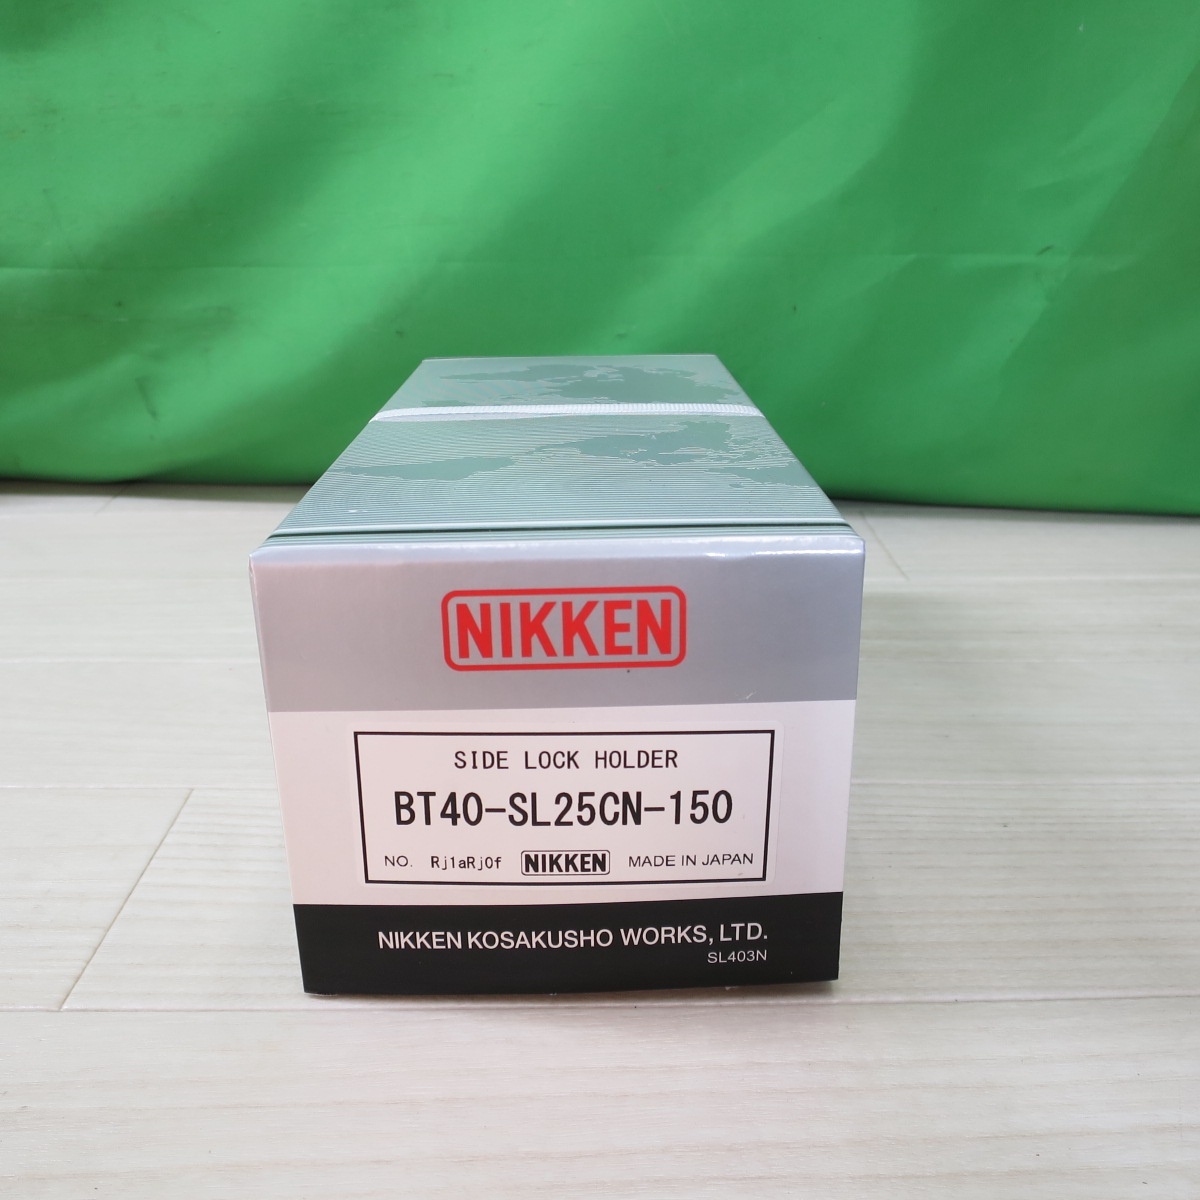 NIKKEN
SIDE LOCK HOLDER
BT40-SL25CN-150
NO. Rj1aRj0f NIKKEN MADE IN JAPAN
NIKKEN KOSAKUSHO WORKS, LTD.
SL403N